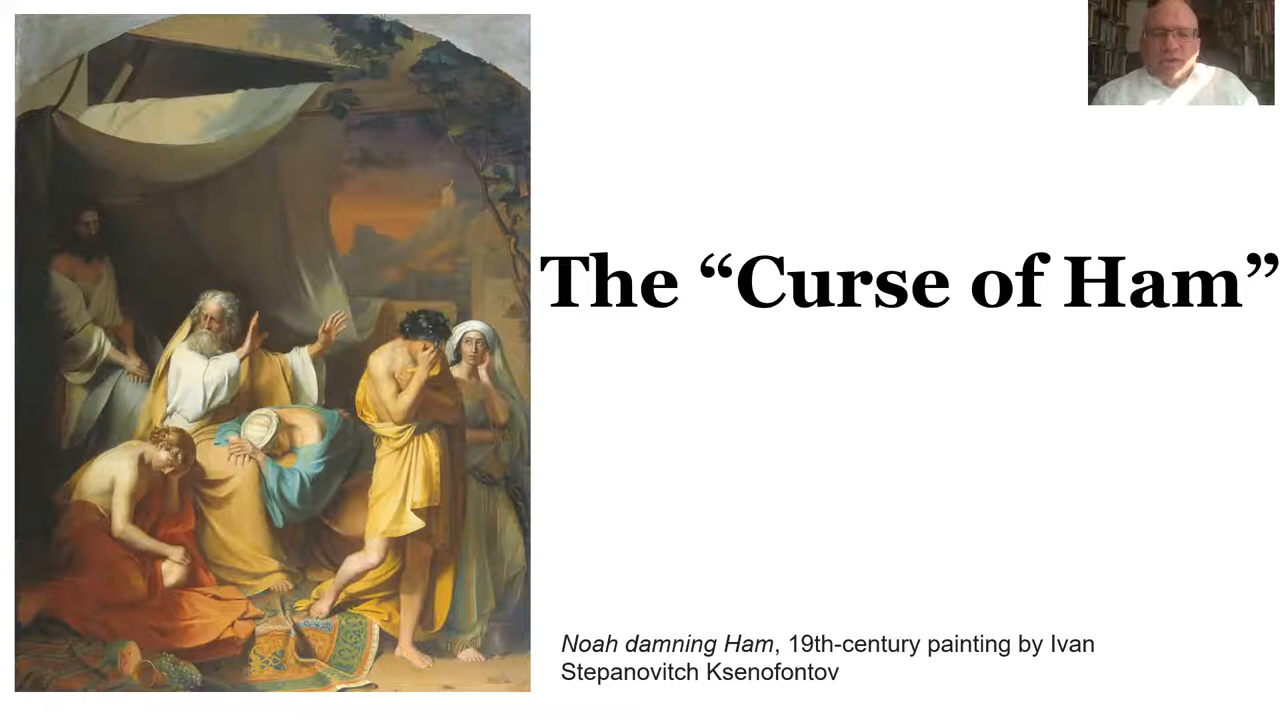 The “Curse of Ham”
Noah damning Ham, 19th-century painting by Ivan
Stepanovitch Ksenofontov